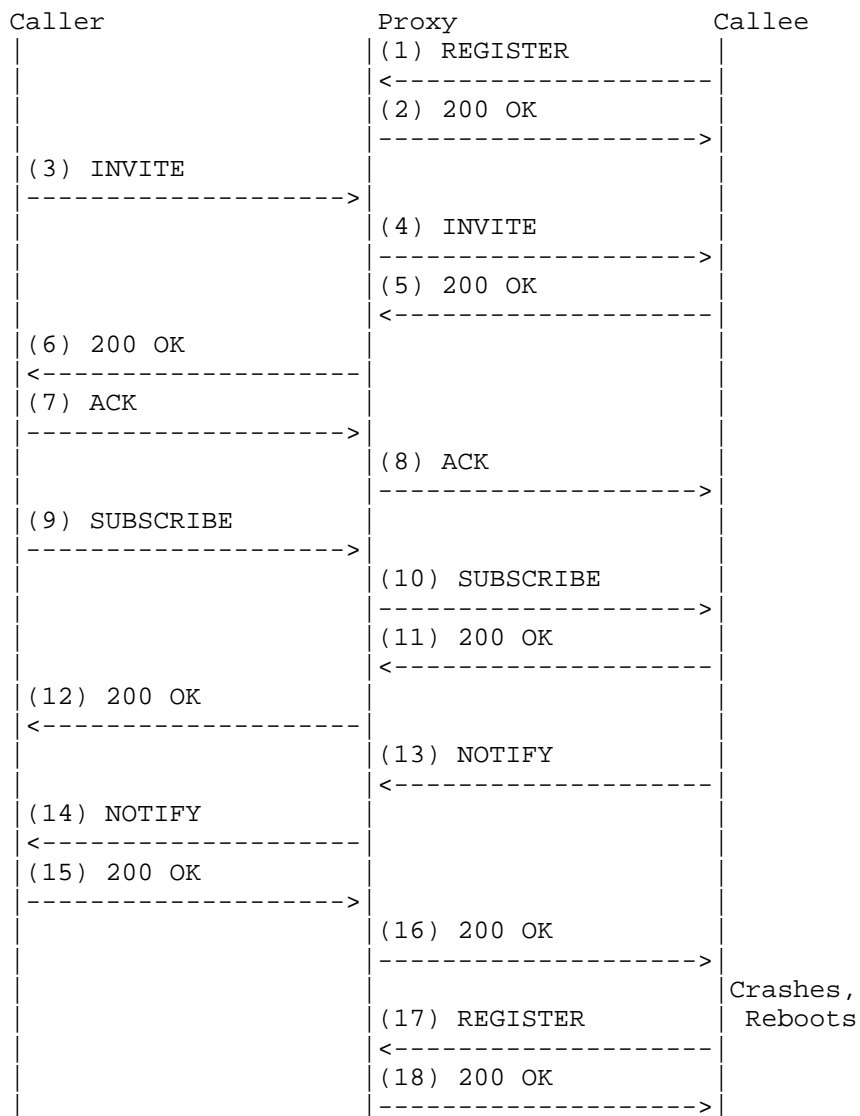 Caller Proxy Callee
(1) REGISTER
(2) 200 OK
(3) INVITE
(4) INVITE
(5) 200 OK
(6) 200 OK
(7) ACK
(8) ACK
(9) SUBSCRIBE
(10) SUBSCRIBE
(11) 200 OK
(12) 200 OK
(13) NOTIFY
(14) NOTIFY
(15) 200 OK
(16) 200 OK
Crashes,
(17) REGISTER Reboots
(18) 200 OK